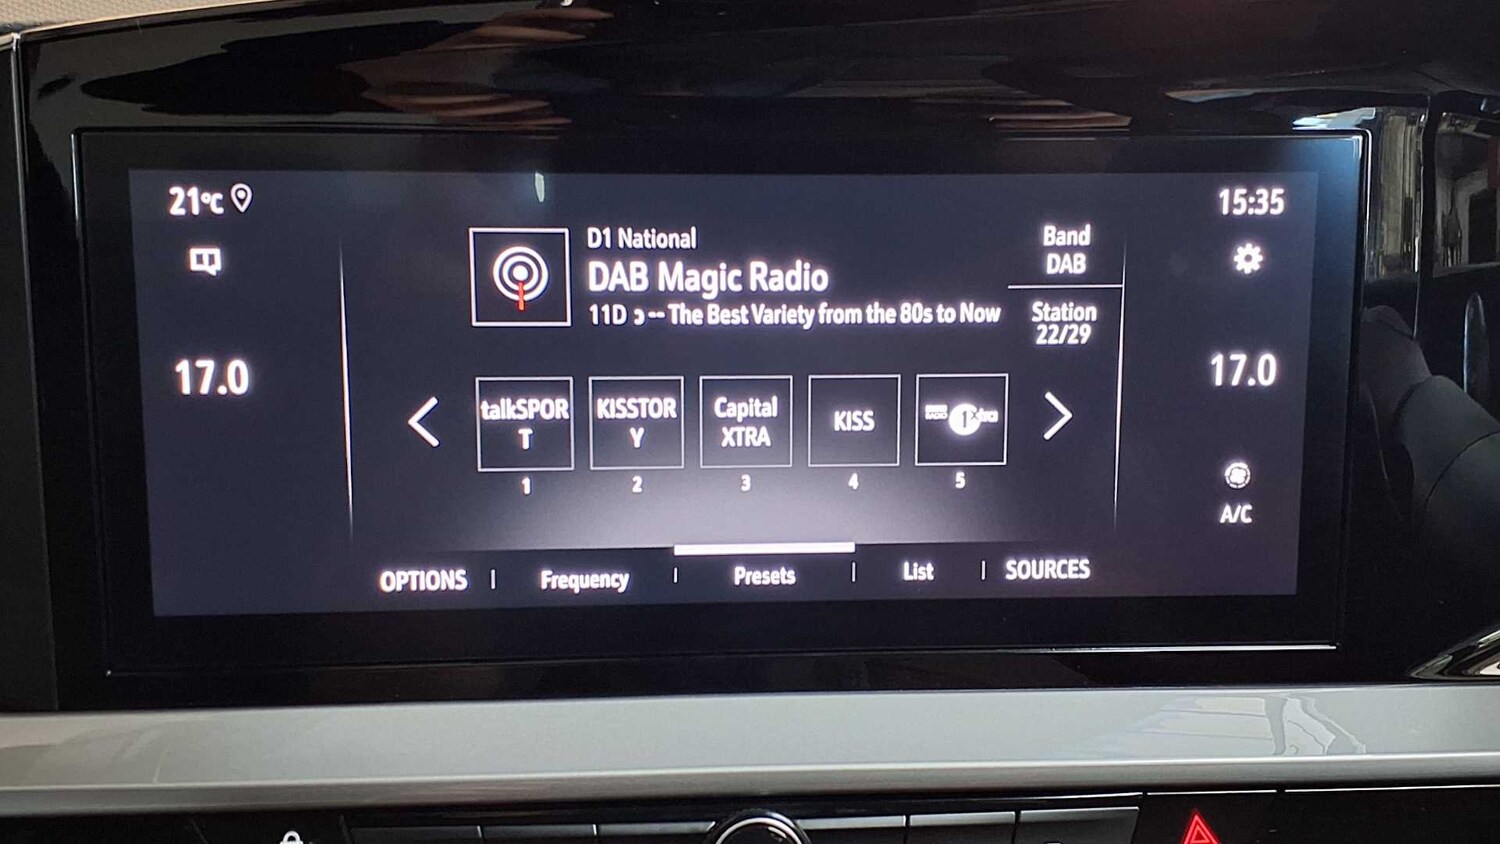 21°C
15:35
D1 National
DAB Magic Radio
11D ɔ -- The Best Variety from the 80s to Now
Band
DAB
Station
22/29
17.0
17.0
talkSPOR
T
KISSTOR
Y
Capital
XTRA
KISS
RADIO 1Xtra
1
2
3
4
5
A/C
OPTIONS | Frequency | Presets | List | SOURCES